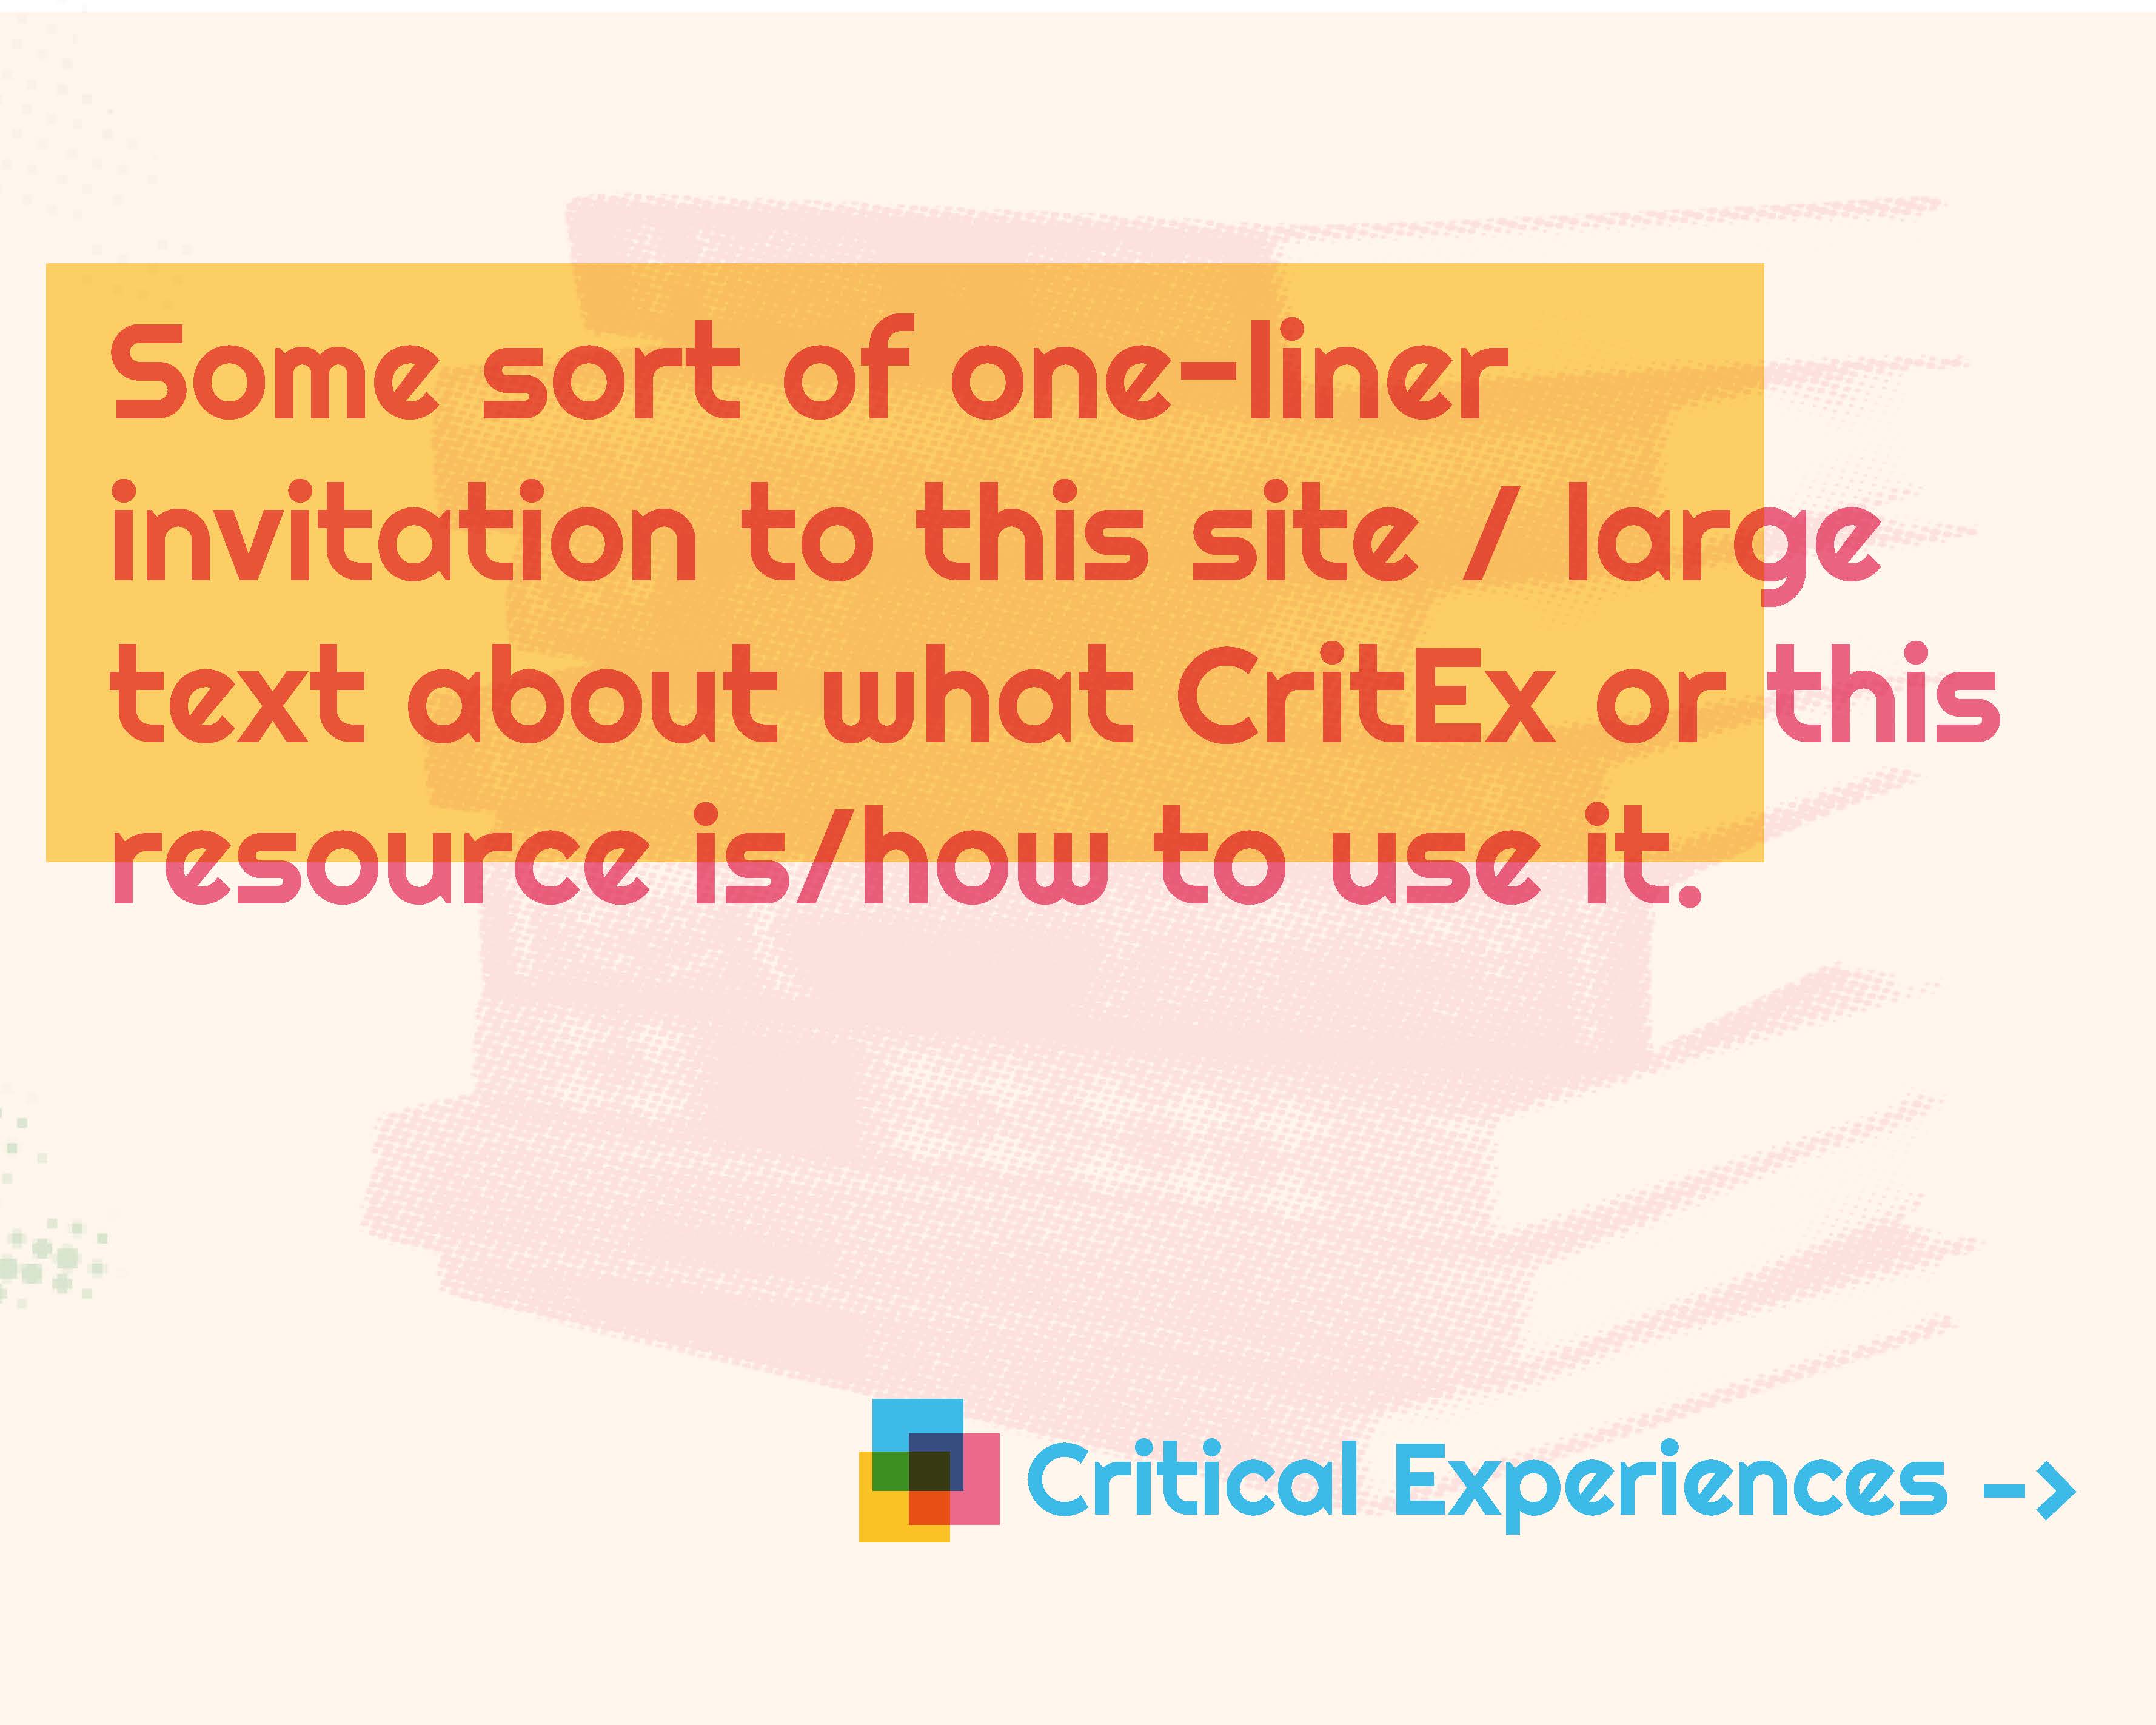 Some sort of one-liner
invitation to this site / large
text about what CritEx or this
resource is/how to use it.
Critical Experiences ->